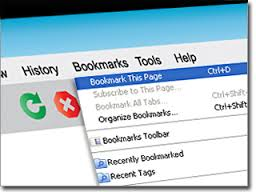 History Bookmarks Tools Help
Bookmark This Page Ctrl+D
Subscribe to This Page...
Bookmark All Tabs... Ctrl+Shift+
Organize Bookmarks... Ctrl+Shift
Bookmarks Toolbar
Recently Bookmarked
Recent Tags